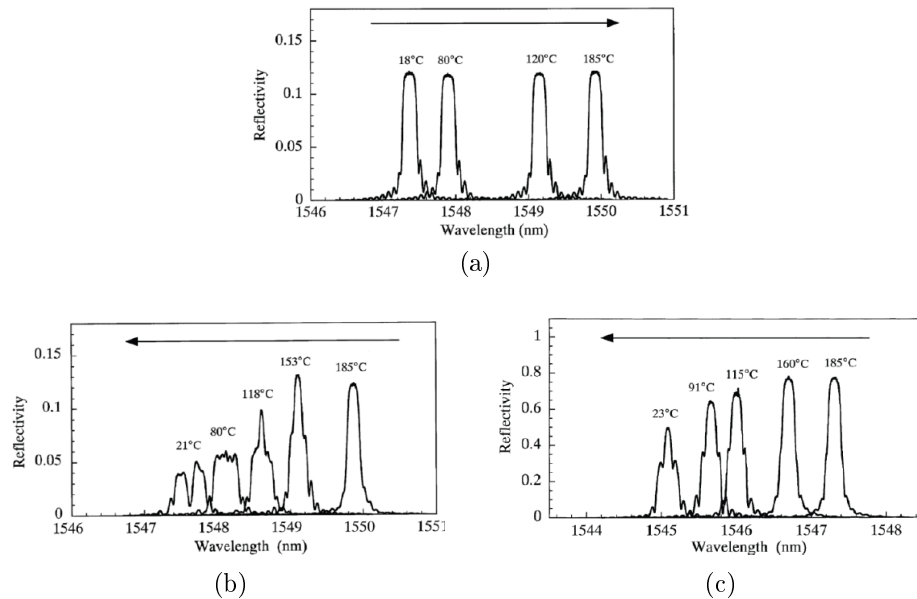 0.15
18°C 80°C 120°C 185°C
0.1
Reflectivity
0.05
0
1546 1547 1548 1549 1550 1551
Wavelength (nm)
(a)
0.15
153°C
185°C
118°C
0.1
Reflectivity
80°C
21°C
0.05
0
1546 1547 1548 1549 1550 1551
Wavelength (nm)
(b)
1
160°C 185°C
115°C
91°C
0.8
23°C
0.6
Reflectivity
0.4
0.2
0
1544 1545 1546 1547 1548
Wavelength (nm)
(c)